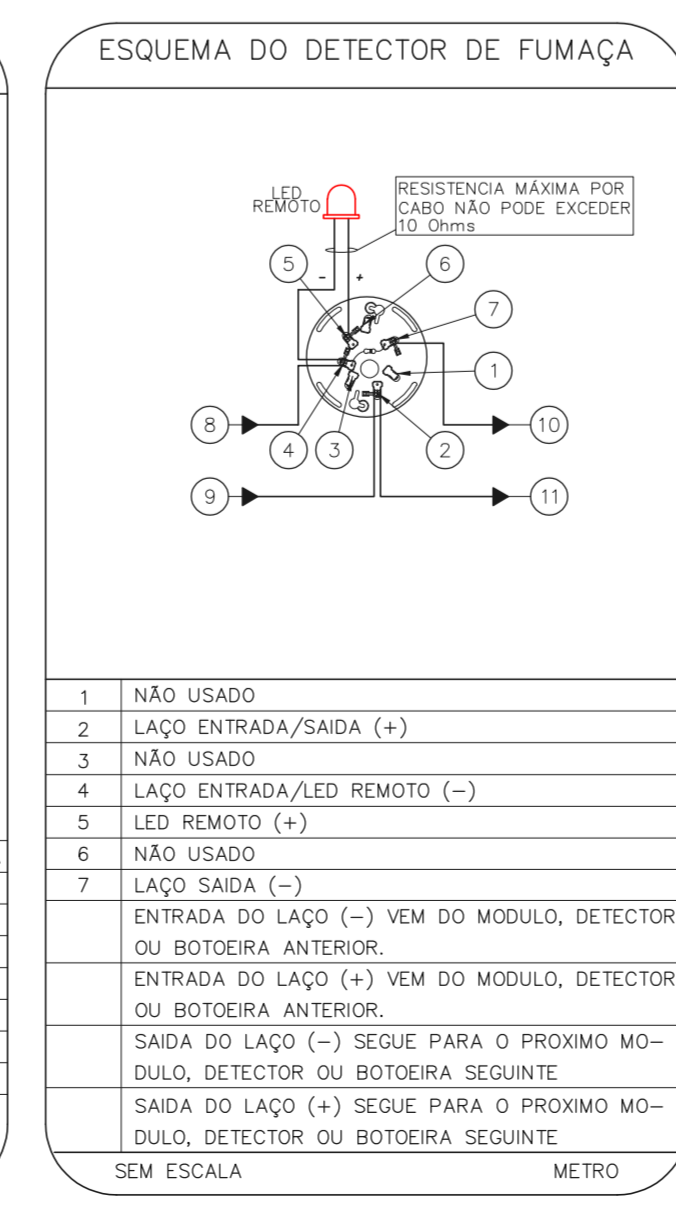 ESQUEMA DO DETECTOR DE FUMAÇA
LED
REMOTO
RESISTENCIA MÁXIMA POR
CABO NÃO PODE EXCEDER
10 Ohms
5
6
- +
7
1
8
10
4
3
2
9
11
1 NÃO USADO
2 LAÇO ENTRADA/SAIDA (+)
3 NÃO USADO
4 LAÇO ENTRADA/LED REMOTO (-)
5 LED REMOTO (+)
6 NÃO USADO
7 LAÇO SAIDA (-)
ENTRADA DO LAÇO (-) VEM DO MODULO, DETECTOR
OU BOTOEIRA ANTERIOR.
ENTRADA DO LAÇO (+) VEM DO MODULO, DETECTOR
OU BOTOEIRA ANTERIOR.
SAIDA DO LAÇO (-) SEGUE PARA O PROXIMO MO-
DULO, DETECTOR OU BOTOEIRA SEGUINTE
SAIDA DO LAÇO (+) SEGUE PARA O PROXIMO MO-
DULO, DETECTOR OU BOTOEIRA SEGUINTE
SEM ESCALA METRO